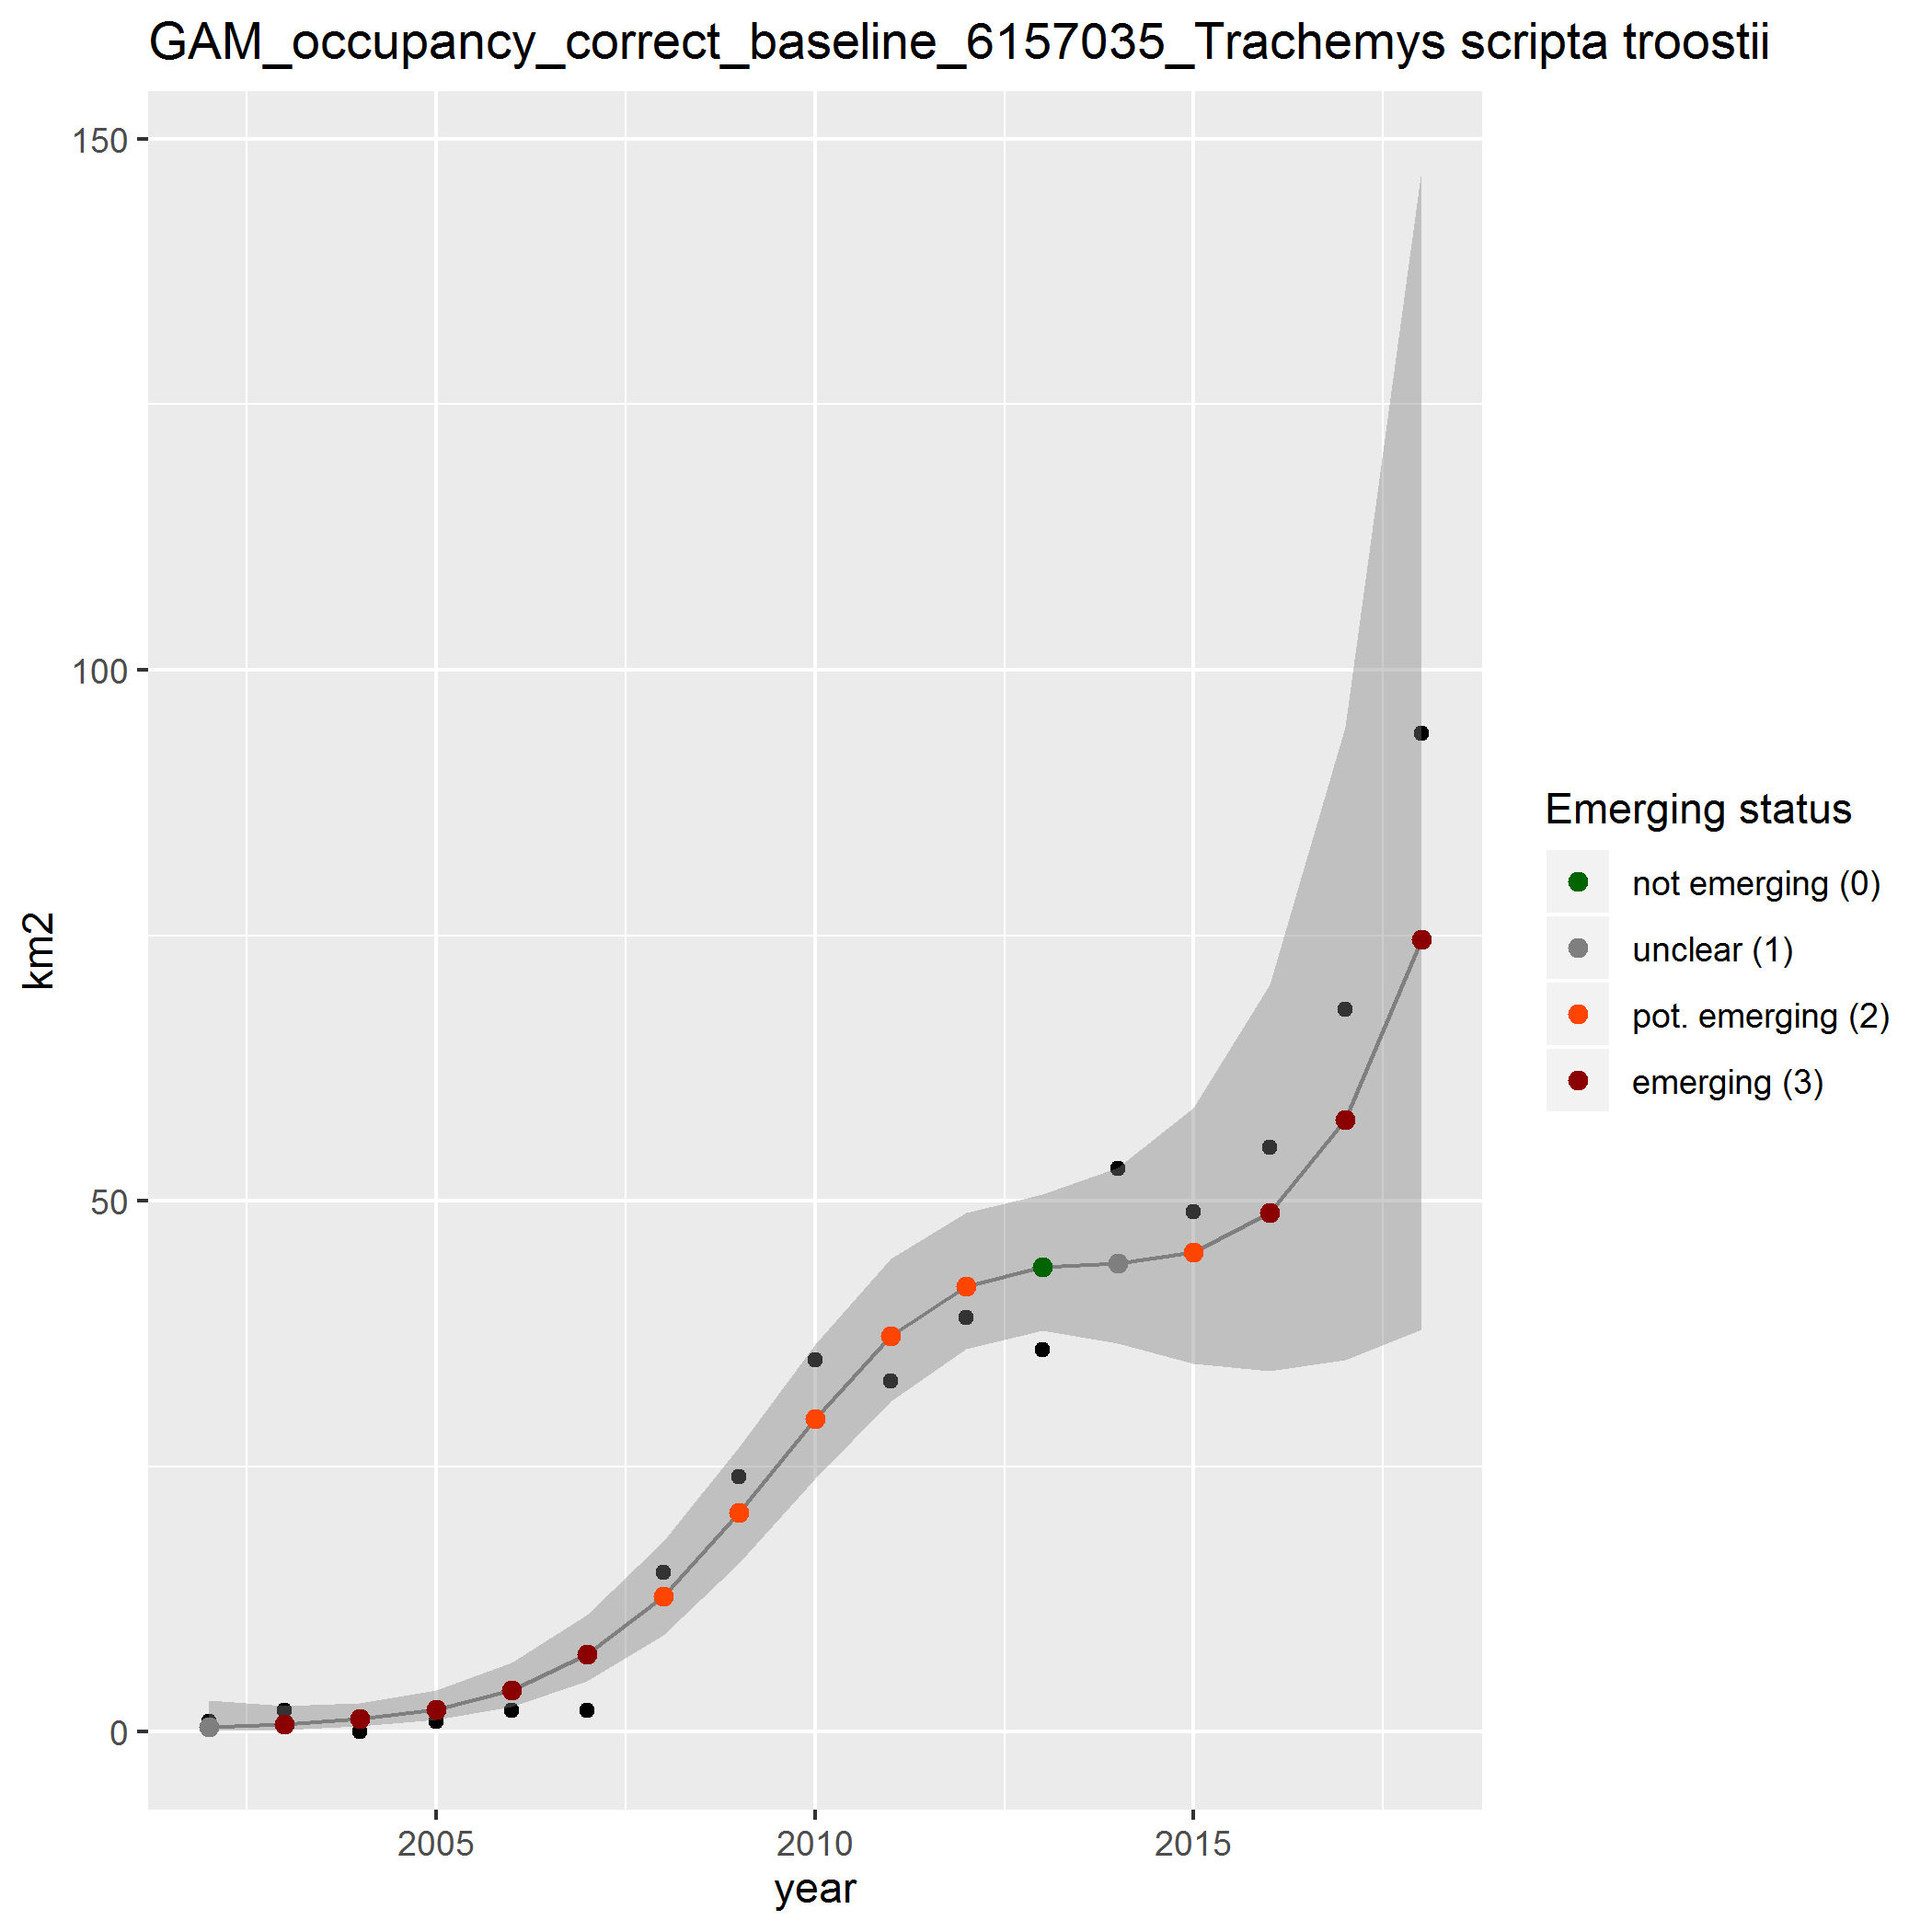 GAM_occupancy_correct_baseline_6157035_Trachemys scripta troostii
150
100
50
0
km2
2005
2010
2015
year
Emerging status
not emerging (0)
unclear (1)
pot. emerging (2)
emerging (3)